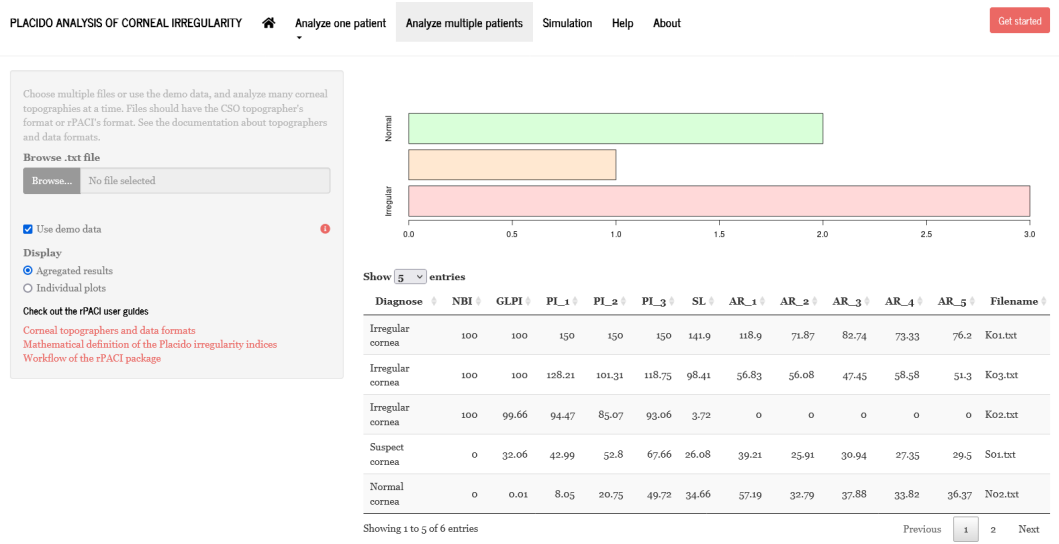 PLACIDO ANALYSIS OF CORNEAL IRREGULARITY Analyze one patient Analyze multiple patients Simulation Help About Get started
Choose multiple files or use the demo data, and analyze many corneal
topographies at a time. Files should have the CSO topographer's
format or rPACI's format. See the documentation about topographers
and data formats.
Browse .txt file
Browse... No file selected
Use demo data
Display
Agregated results
Individual plots
Check out the rPACI user guides
Corneal topographers and data formats
Mathematical definition of the Placido irregularity indices
Workflow of the rPACI package
Normal
Irregular
0.0 0.5 1.0 1.5 2.0 2.5 3.0
Show 5 entries
Diagnose NBI GLPI PI_1 PI_2 PI_3 SL AR_1 AR_2 AR_3 AR_4 AR_5 Filename
Irregular
cornea 100 100 150 150 150 141.9 118.9 71.87 82.74 73.33 76.2 K01.txt
Irregular
cornea 100 100 128.21 101.31 118.75 98.41 56.83 56.08 47.45 58.58 51.3 K03.txt
Irregular
cornea 100 99.66 94.47 85.07 93.06 3.72 0 0 0 0 0 K02.txt
Suspect
cornea 0 32.06 42.99 52.8 67.66 26.08 39.21 25.91 30.94 27.35 29.5 S01.txt
Normal
cornea 0 0.01 8.05 20.75 49.72 34.66 57.19 32.79 37.88 33.82 36.37 N02.txt
Showing 1 to 5 of 6 entries Previous 1 2 Next